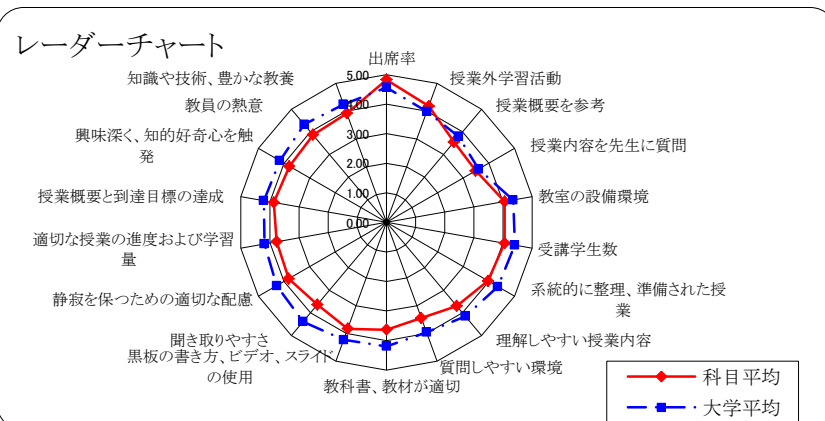 レーダーチャート
出席率
授業外学習活動
授業概要を参考
授業内容を先生に質問
教室の設備環境
受講学生数
系統的に整理、準備された授
業
理解しやすい授業内容
質問しやすい環境
教科書、教材が適切
黒板の書き方、ビデオ、スライド
の使用
聞き取りやすさ
静寂を保つための適切な配慮
適切な授業の進度および学習
量
授業概要と到達目標の達成
興味深く、知的好奇心を触
発
教員の熱意
知識や技術、豊かな教養
5.00
4.00
3.00
2.00
1.00
0.00
科目平均
大学平均